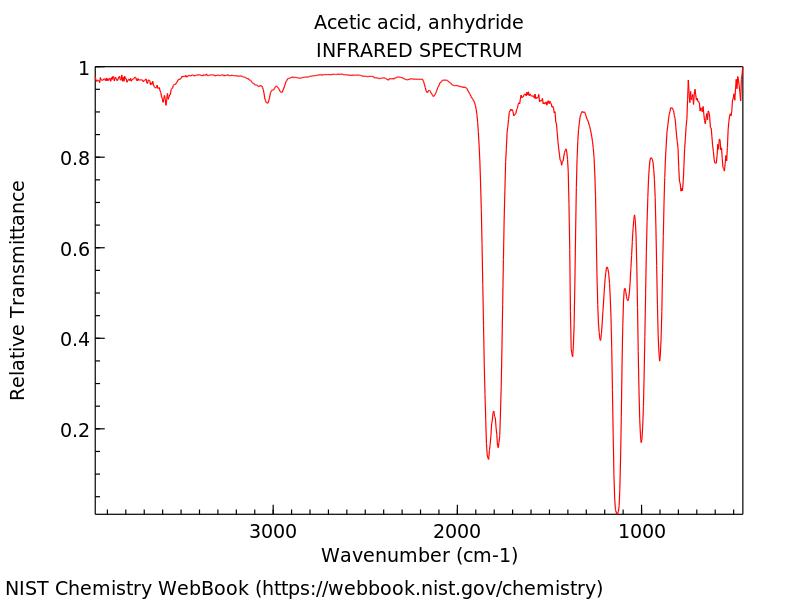 Acetic acid, anhydride
INFRARED SPECTRUM
1
0.8
0.6
0.4
0.2
Relative Transmittance
3000 2000 1000
Wavenumber (cm-1)
NIST Chemistry WebBook (https://webbook.nist.gov/chemistry)